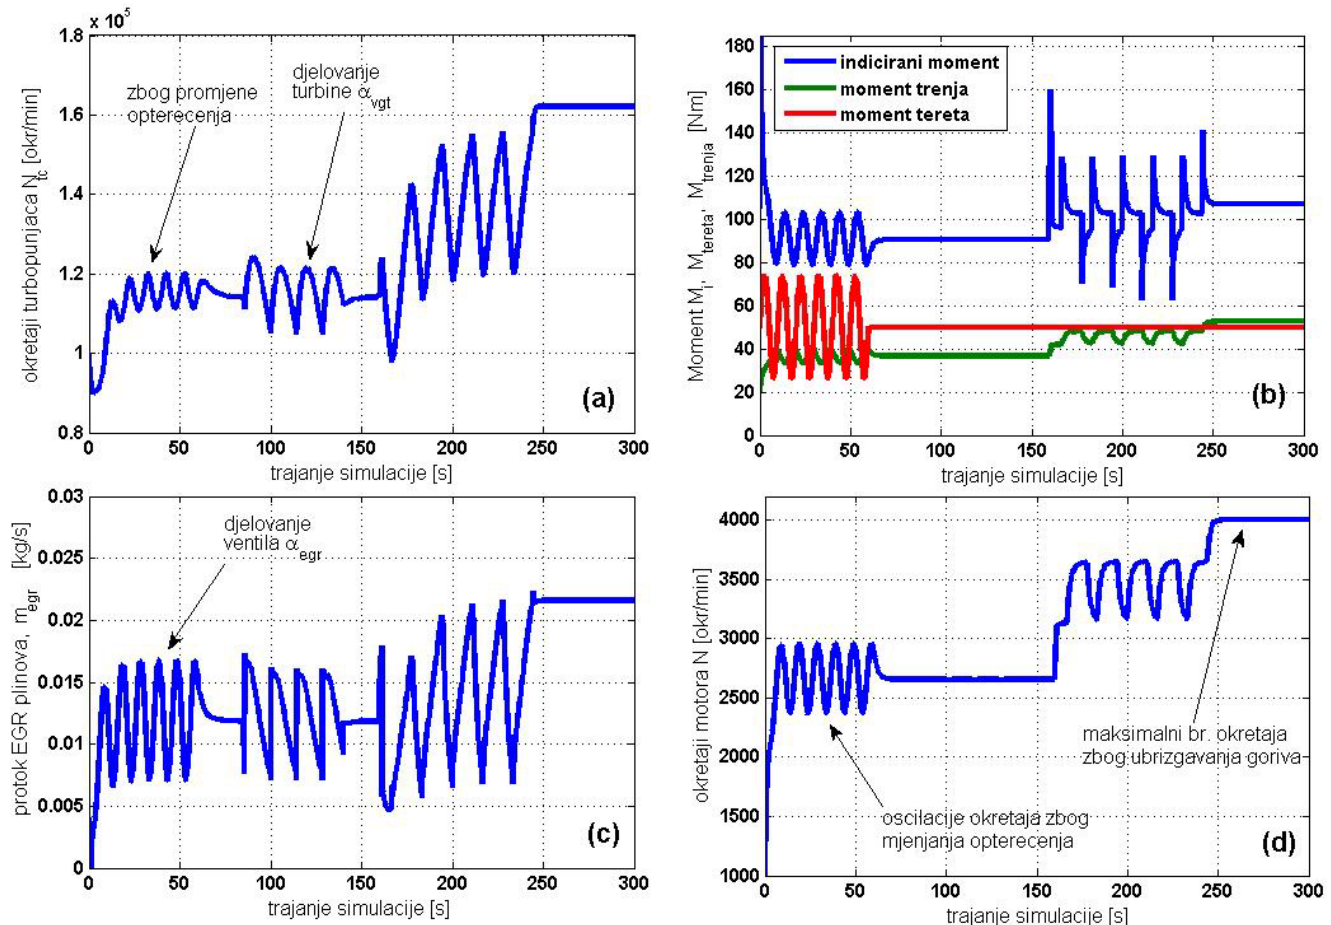 x 10⁵
1.8
1.6
1.4
1.2
1
0.8
okretaji turbopunjaca N_tc [okr/min]
zbog promjene
opterecenja
djelovanje
turbine α_vgt
(a)
0 50 100 150 200 250 300
trajanje simulacije [s]
180
160
140
120
100
80
60
40
20
0
Moment M_i, M_tereta, M_trenja [Nm]
indicirani moment
moment trenja
moment tereta
(b)
0 50 100 150 200 250 300
trajanje simulacije [s]
0.03
0.025
0.02
0.015
0.01
0.005
0
protok EGR plinova, m_egr [kg/s]
djelovanje
ventila α_egr
(c)
0 50 100 150 200 250 300
trajanje simulacije [s]
4000
3500
3000
2500
2000
1500
1000
okretaji motora N [okr/min]
maksimalni br. okretaja
zbog ubrizgavanja goriva
oscilacije okretaja zbog
mjenjanja opterecenja
(d)
0 50 100 150 200 250 300
trajanje simulacije [s]